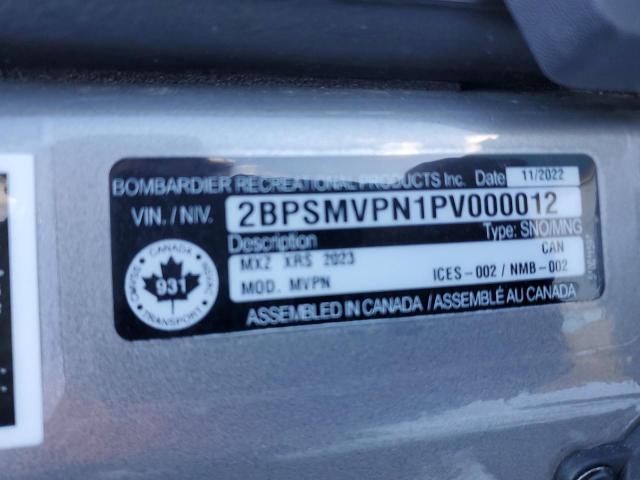 BOMBARDIER RECREATIONAL PRODUCTS Inc. Date 11/2022
VIN. / NIV. 2BPSMVPN1PV000012
Description Type: SNO/MNG
MXZ XRS 2023 CAN
MOD. MVPN ICES-002 / NMB-002
ASSEMBLED IN CANADA / ASSEMBLÉ AU CANADA
CANADA
931
TRANSPORT